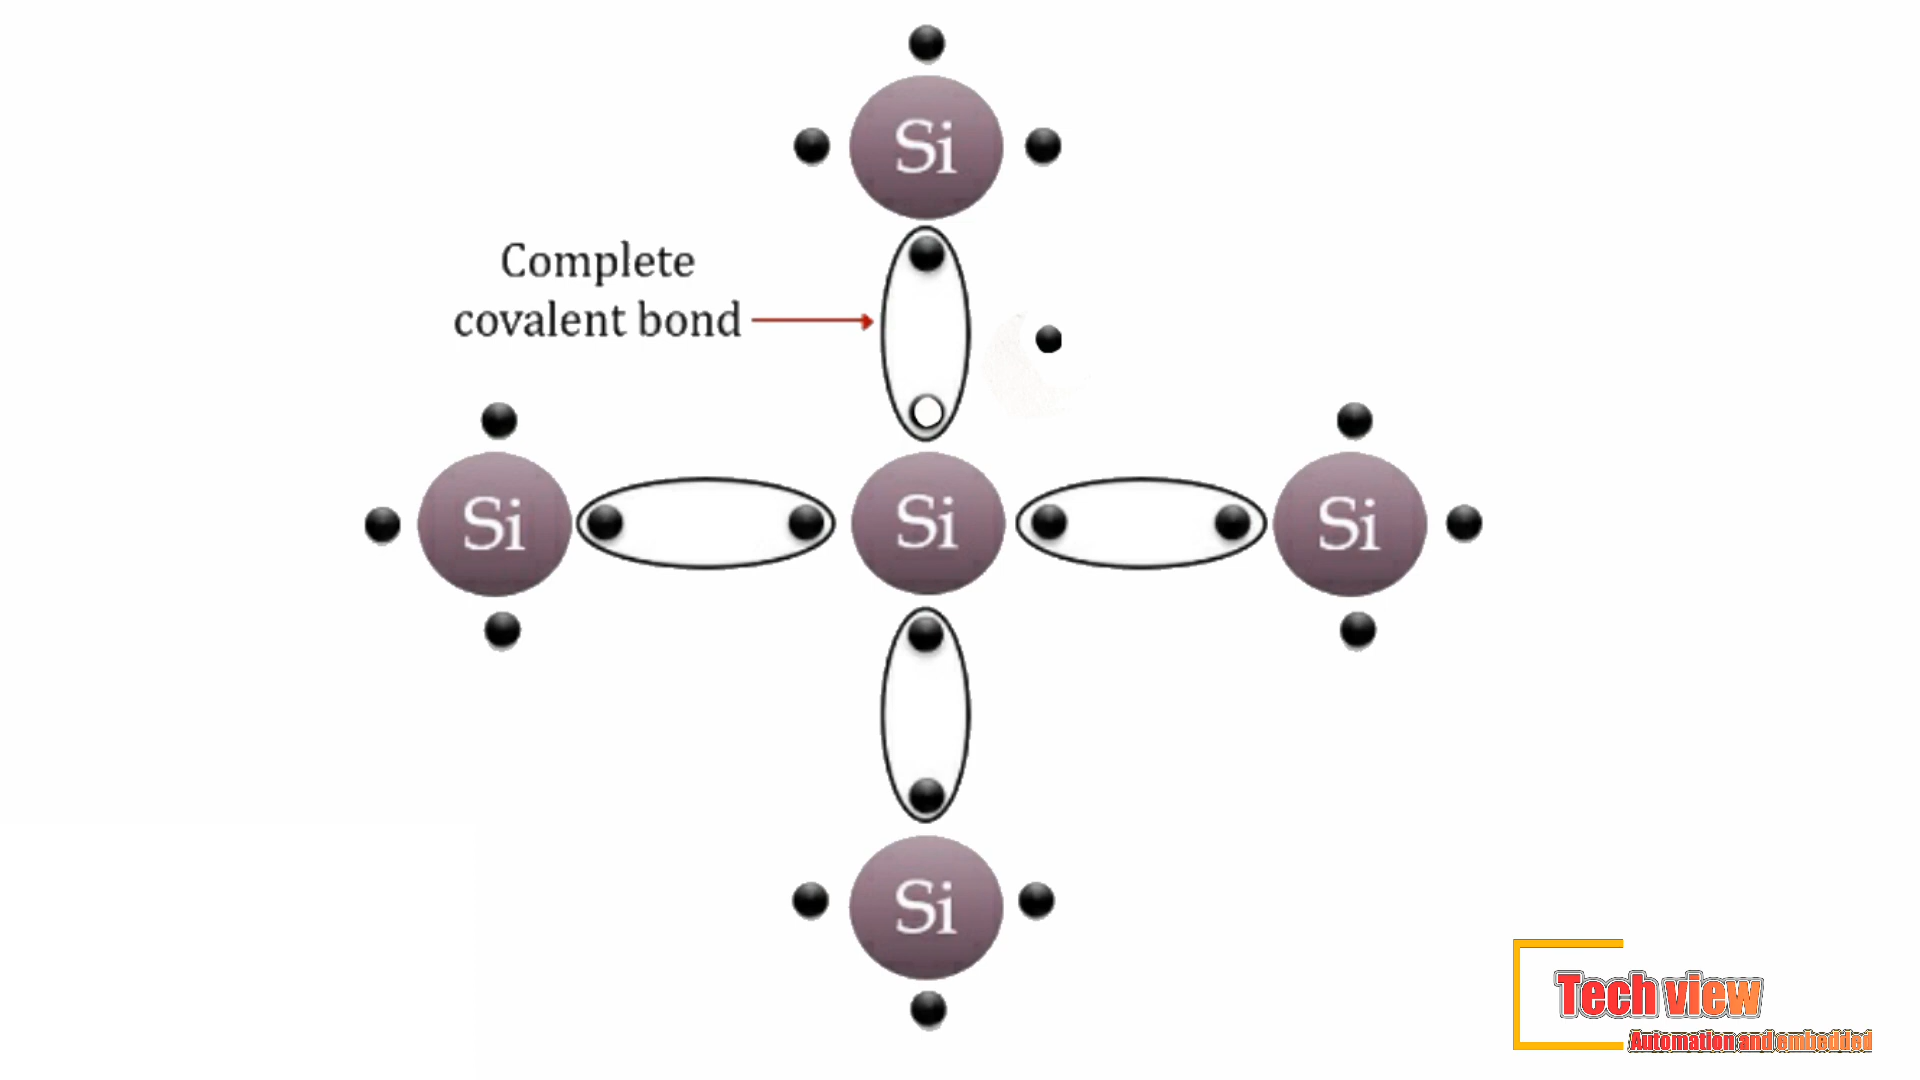 Si
Complete
covalent bond
Si
Si
Si
Si
Tech view
Automation and embedded